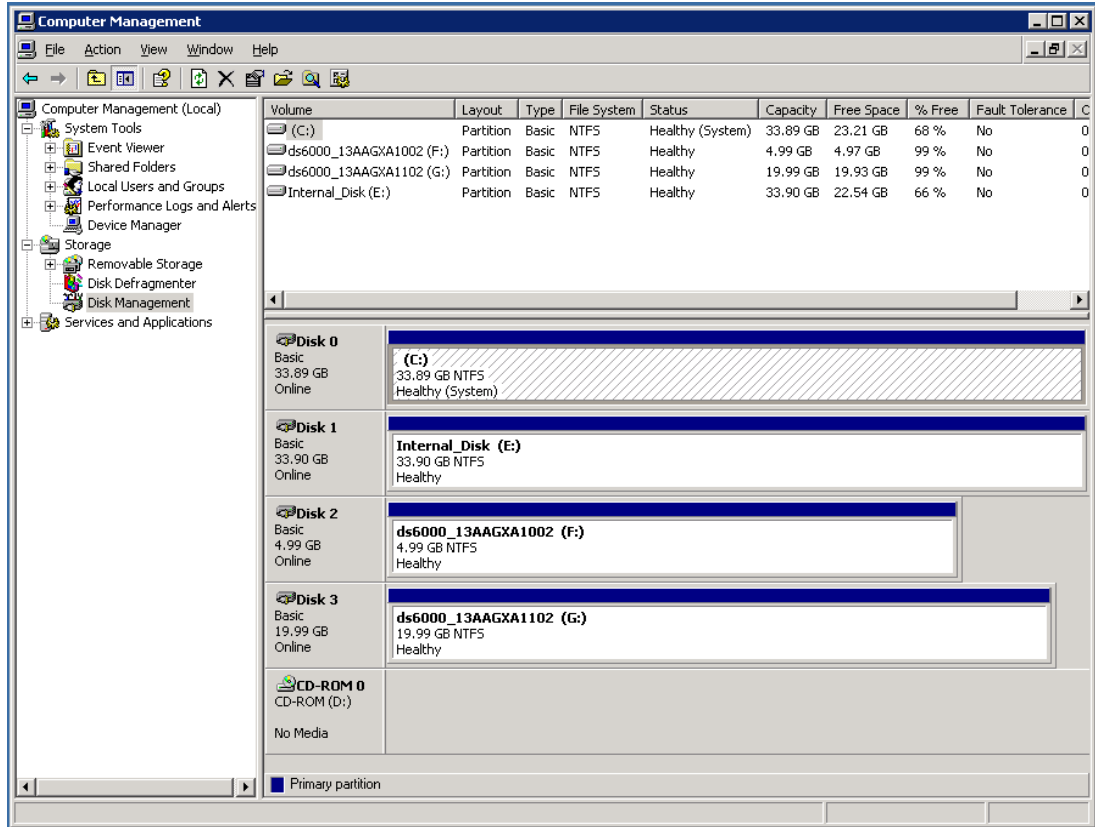 Computer Management
File Action View Window Help
Computer Management (Local)
System Tools
Event Viewer
Shared Folders
Local Users and Groups
Performance Logs and Alerts
Device Manager
Storage
Removable Storage
Disk Defragmenter
Disk Management
Services and Applications
Volume Layout Type File System Status Capacity Free Space % Free Fault Tolerance C
(C:) Partition Basic NTFS Healthy (System) 33.89 GB 23.21 GB 68 % No 0
ds6000_13AAGXA1002 (F:) Partition Basic NTFS Healthy 4.99 GB 4.97 GB 99 % No 0
ds6000_13AAGXA1102 (G:) Partition Basic NTFS Healthy 19.99 GB 19.93 GB 99 % No 0
Internal_Disk (E:) Partition Basic NTFS Healthy 33.90 GB 22.54 GB 66 % No 0
Disk 0
Basic
33.89 GB
Online
(C:)
33.89 GB NTFS
Healthy (System)
Disk 1
Basic
33.90 GB
Online
Internal_Disk (E:)
33.90 GB NTFS
Healthy
Disk 2
Basic
4.99 GB
Online
ds6000_13AAGXA1002 (F:)
4.99 GB NTFS
Healthy
Disk 3
Basic
19.99 GB
Online
ds6000_13AAGXA1102 (G:)
19.99 GB NTFS
Healthy
CD-ROM 0
CD-ROM (D:)
No Media
Primary partition